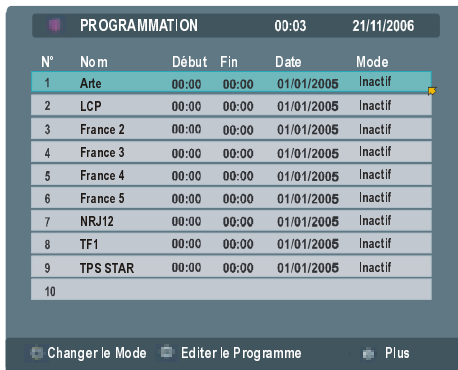 PROGRAMMATION 00:03 21/11/2006
N° Nom Début Fin Date Mode
1 Arte 00:00 00:00 01/01/2005 Inactif
2 LCP 00:00 00:00 01/01/2005 Inactif
3 France 2 00:00 00:00 01/01/2005 Inactif
4 France 3 00:00 00:00 01/01/2005 Inactif
5 France 4 00:00 00:00 01/01/2005 Inactif
6 France 5 00:00 00:00 01/01/2005 Inactif
7 NRJ12 00:00 00:00 01/01/2005 Inactif
8 TF1 00:00 00:00 01/01/2005 Inactif
9 TPS STAR 00:00 00:00 01/01/2005 Inactif
10
Changer le Mode Editer le Programme Plus